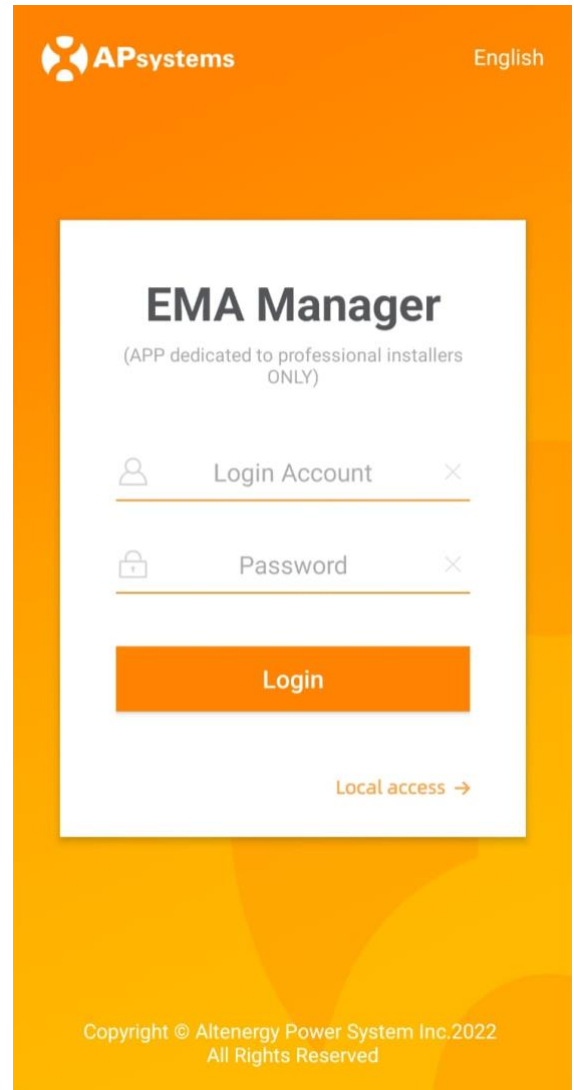 APsystems
English
EMA Manager
(APP dedicated to professional installers
ONLY)
Login Account
Password
Login
Local access →
Copyright © Altenergy Power System Inc.2022
All Rights Reserved